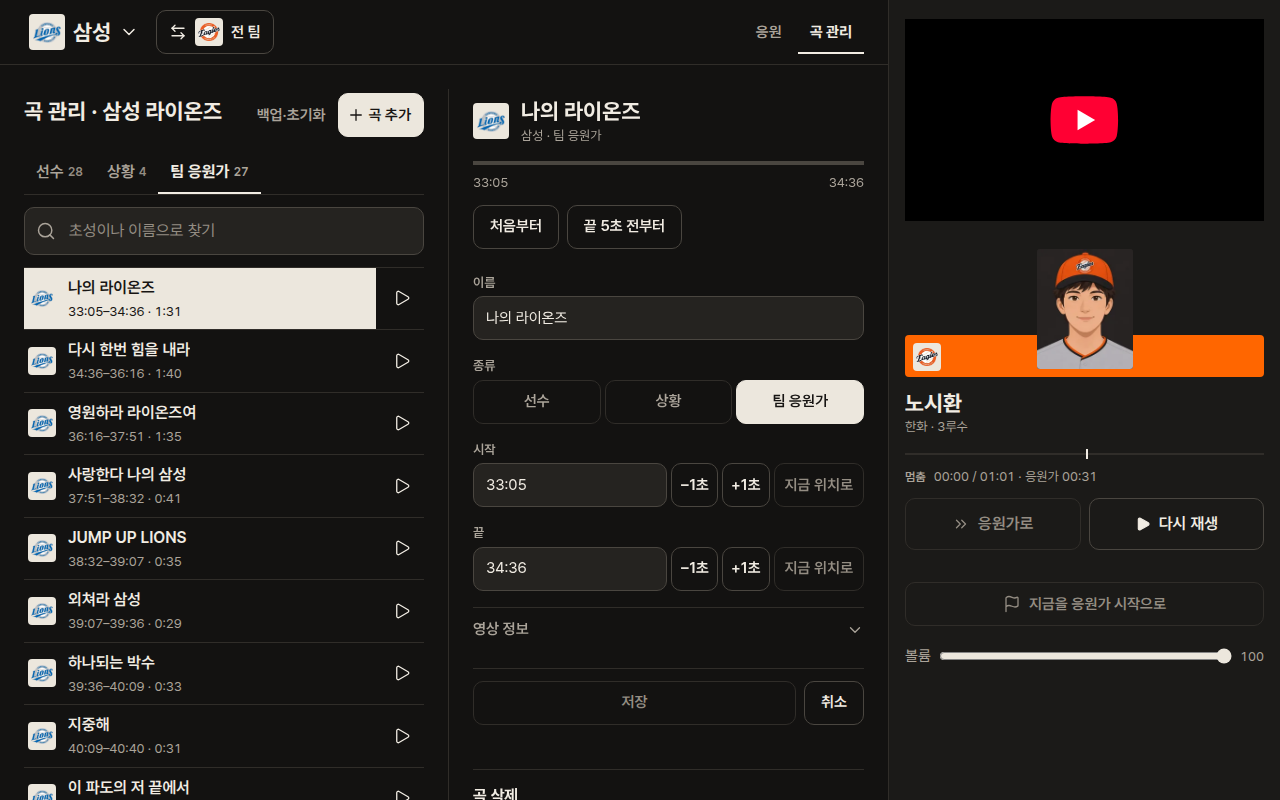 Lions 삼성
Eagles 전 팀
응원
곡 관리
곡 관리 · 삼성 라이온즈
백업·초기화
곡 추가
선수 28
상황 4
팀 응원가 27
초성이나 이름으로 찾기
Lions
나의 라이온즈
33:05–34:36 · 1:31
Lions
다시 한번 힘을 내라
34:36–36:16 · 1:40
Lions
영원하라 라이온즈여
36:16–37:51 · 1:35
Lions
사랑한다 나의 삼성
37:51–38:32 · 0:41
Lions
JUMP UP LIONS
38:32–39:07 · 0:35
Lions
외쳐라 삼성
39:07–39:36 · 0:29
Lions
하나되는 박수
39:36–40:09 · 0:33
Lions
지중해
40:09–40:40 · 0:31
Lions
이 파도의 저 끝에서
Lions
나의 라이온즈
삼성 · 팀 응원가
33:05
34:36
처음부터
끝 5초 전부터
이름
나의 라이온즈
종류
선수
상황
팀 응원가
시작
33:05
−1초
+1초
지금 위치로
끝
34:36
−1초
+1초
지금 위치로
영상 정보
저장
취소
곡 삭제
Eagles
Eagles
노시환
한화 · 3루수
멈춤 00:00 / 01:01 · 응원가 00:31
응원가로
다시 재생
지금을 응원가 시작으로
볼륨
100